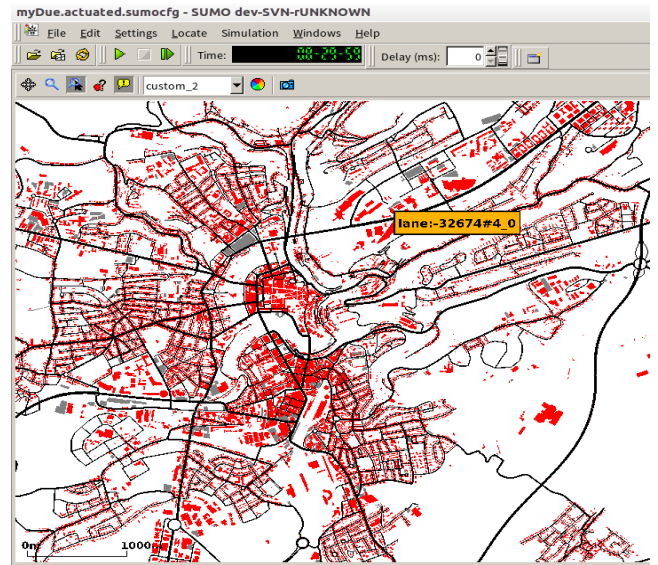 myDue.actuated.sumocfg - SUMO dev-SVN-rUNKNOWN
File Edit Settings Locate Simulation Windows Help
Time: 08-29-59 Delay (ms): 0
custom_2
lane:-32674#4_0
0m 1000